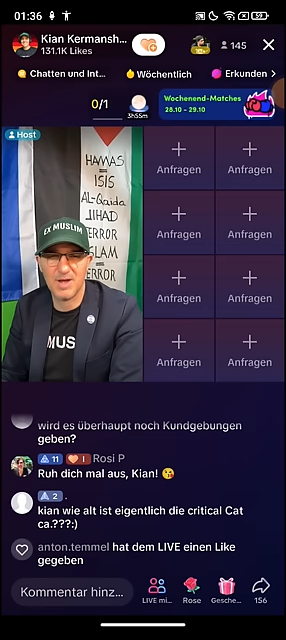 01:36
59
Kian Kermansh...
131.1K Likes
145
Chatten und Int...
Wöchentlich
Erkunden
0/1
3h55m
Wochenend-Matches
28.10 - 29.10
Host
HAMAS
=
ISIS
AL-Qaida
JIHAD
TERROR
ISLAM
=
ERROR
EX MUSLIM
MUS
Anfragen
Anfragen
Anfragen
Anfragen
Anfragen
Anfragen
Anfragen
Anfragen
wird es überhaupt noch Kundgebungen
geben?
11 1 Rosi P
Ruh dich mal aus, Kian! 😘
2 .
kian wie alt ist eigentlich die critical Cat
ca.???:)
anton.temmel hat dem LIVE einen Like
gegeben
Kommentar hinz...
LIVE mi...
Rose
Gesche...
156